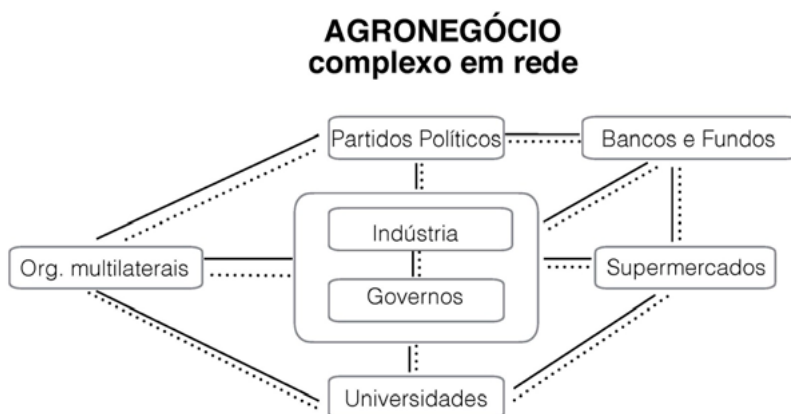 AGRONEGÓCIO
complexo em rede
Partidos Políticos
Bancos e Fundos
Indústria
Org. multilaterais
Supermercados
Governos
Universidades